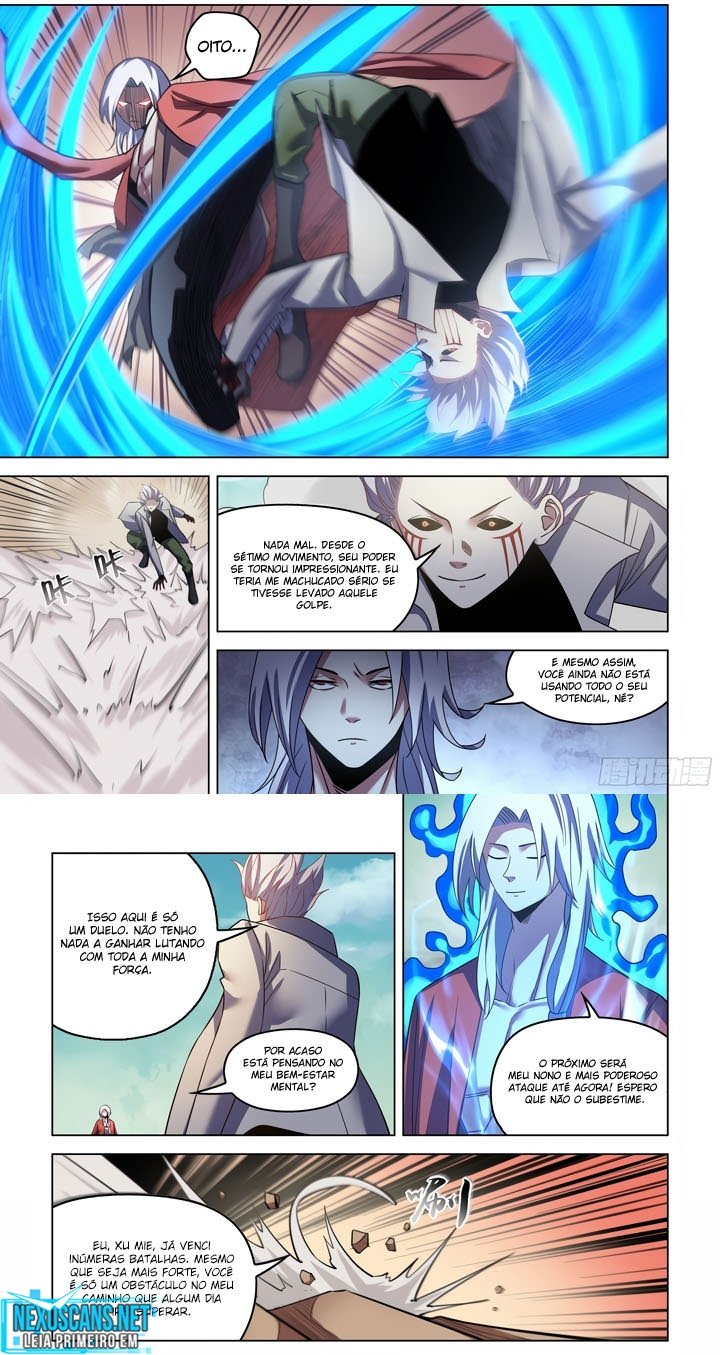 OITO...
咔 咔
NADA MAL. DESDE O
SÉTIMO MOVIMENTO, SEU PODER
SE TORNOU IMPRESSIONANTE. EU
TERIA ME MACHUCADO SÉRIO SE
TIVESSE LEVADO AQUELE
GOLPE.
E MESMO ASSIM,
VOCÊ AINDA NÃO ESTÁ
USANDO TODO O SEU
POTENCIAL, NÉ?
腾讯动漫
ISSO AQUI É SÓ
UM DUELO. NÃO TENHO
NADA A GANHAR LUTANDO
COM TODA A MINHA
FORÇA.
POR ACASO
ESTÁ PENSANDO NO
MEU BEM-ESTAR
MENTAL?
O PRÓXIMO SERÁ
MEU NONO E MAIS PODEROSO
ATAQUE ATÉ AGORA! ESPERO
QUE NÃO O SUBESTIME.
EU, XU MIE, JÁ VENCI
INÚMERAS BATALHAS. MESMO
QUE SEJA MAIS FORTE, VOCÊ
É SÓ UM OBSTÁCULO NO MEU
CAMINHO QUE ALGUM DIA
SUPERAR.
NEXOSCANS.NET
LEIA PRIMEIRO EM